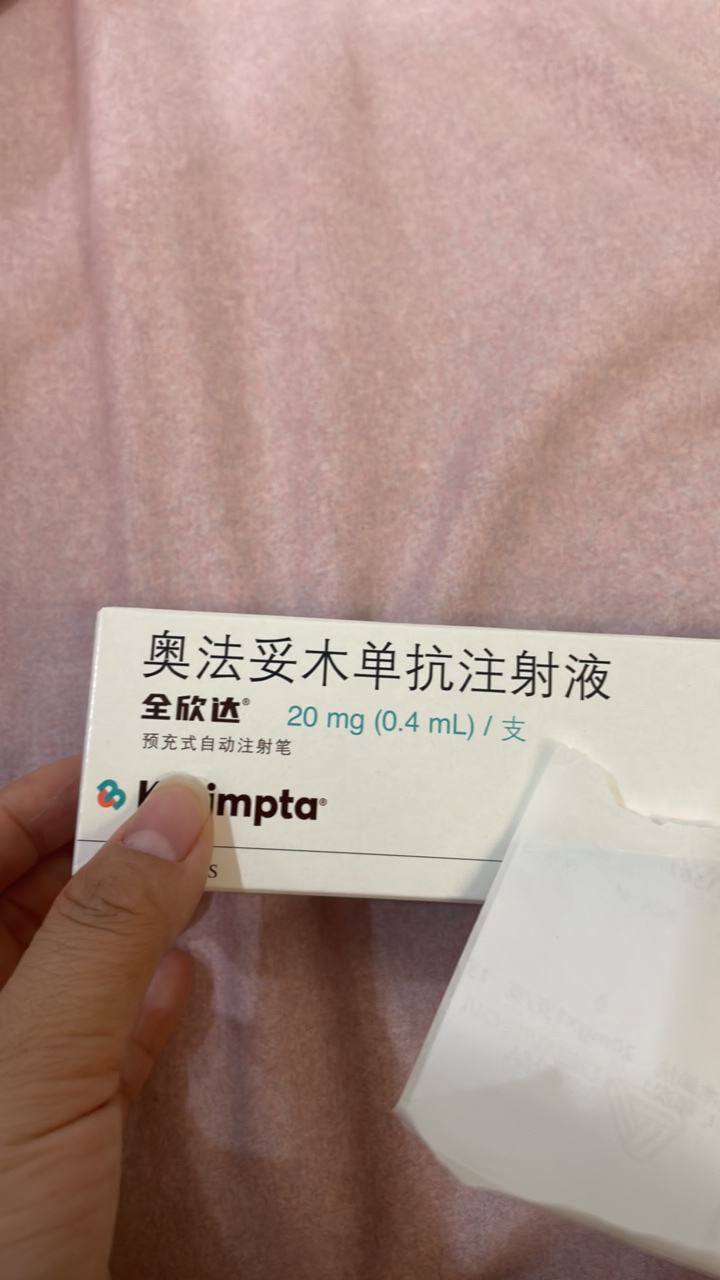 奥法妥木单抗注射液
全欣达®
20 mg (0.4 mL) / 支
预充式自动注射笔
K impta®
s